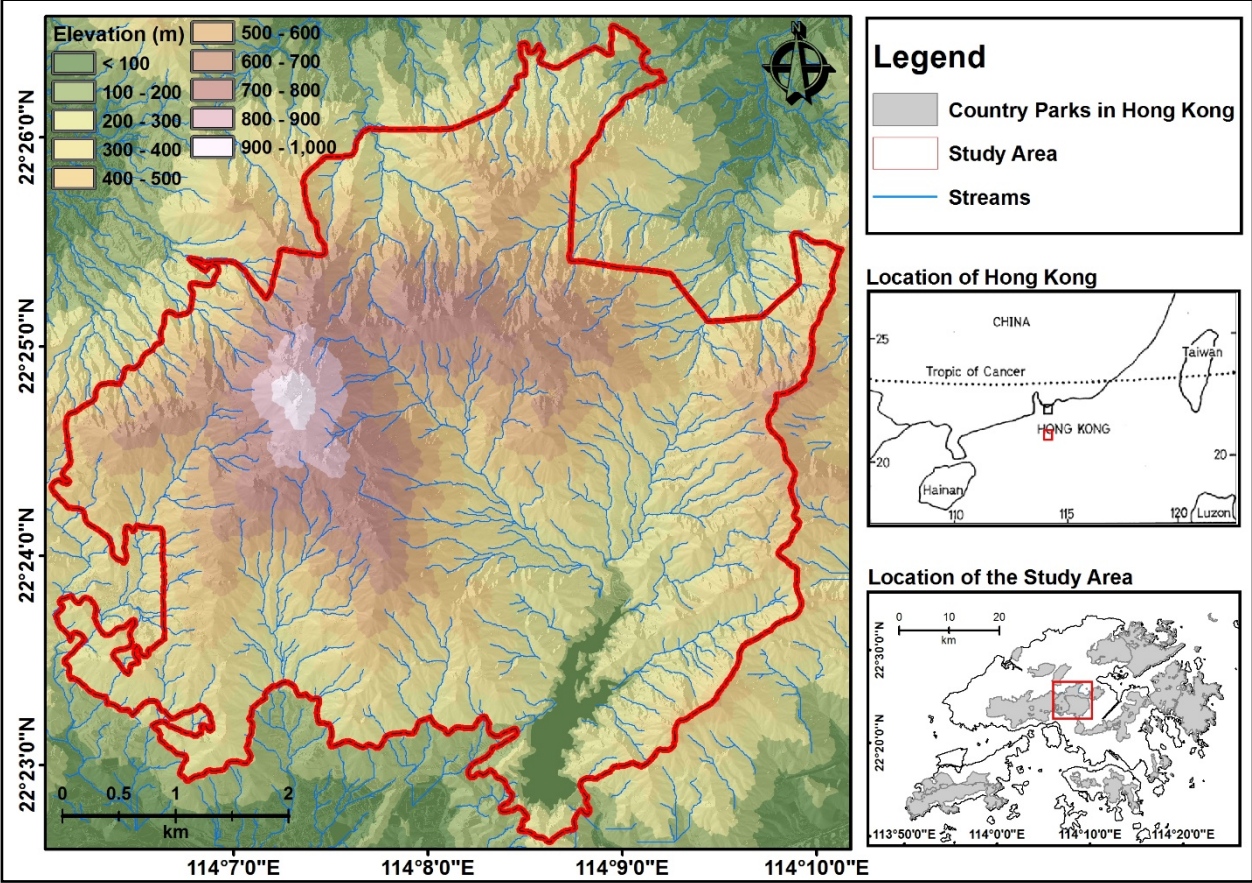 Elevation (m)
< 100
100 - 200
200 - 300
300 - 400
400 - 500
500 - 600
600 - 700
700 - 800
800 - 900
900 - 1,000
N
22°26'0"N
22°25'0"N
22°24'0"N
22°23'0"N
0 0.5 1 2
km
114°7'0"E 114°8'0"E 114°9'0"E 114°10'0"E
Legend
Country Parks in Hong Kong
Study Area
Streams
Location of Hong Kong
CHINA
25
Taiwan
Tropic of Cancer
HONG KONG
20
20
Hainan
Luzon
110 115 120
Location of the Study Area
0 10 20
km
22°30'0"N
22°20'0"N
113°50'0"E 114°0'0"E 114°10'0"E 114°20'0"E